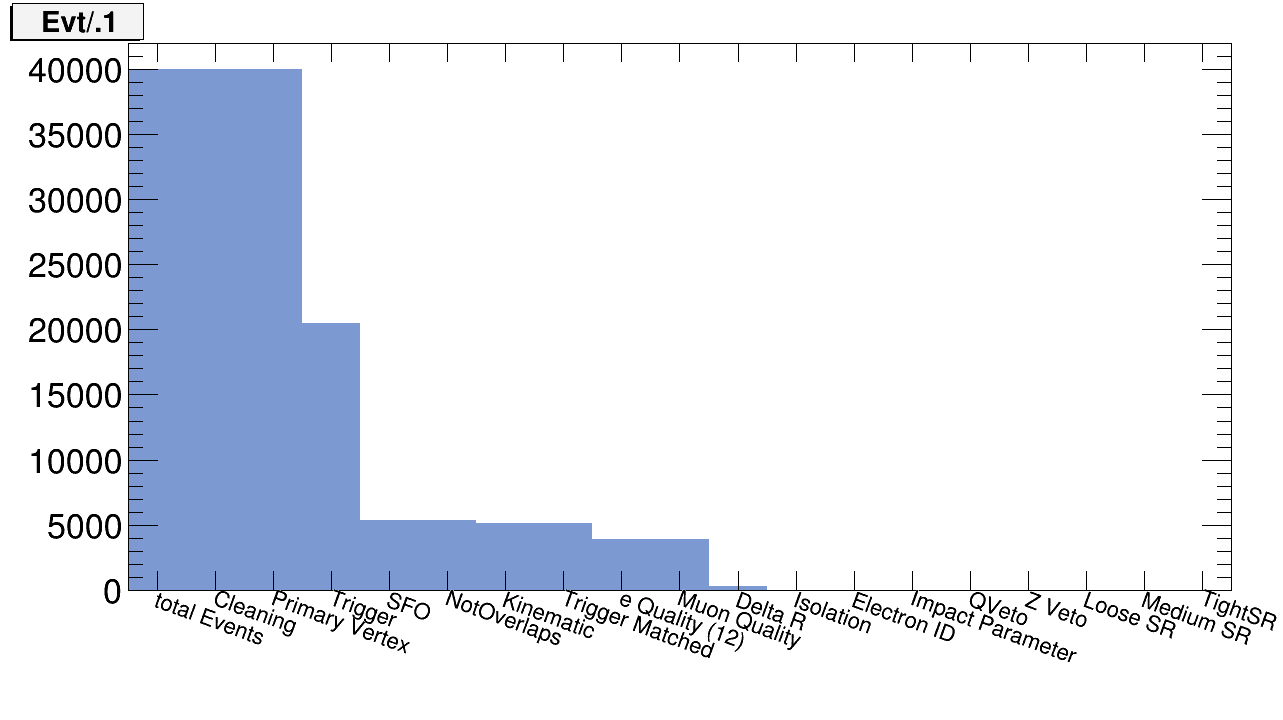 Evt/.1
40000
35000
30000
25000
20000
15000
10000
5000
0
total Events
Cleaning
Primary Vertex
Trigger
SFO
NotOverlaps
Kinematic
Trigger Matched
e Quality (12)
Muon Quality
Delta R
Isolation
Electron ID
Impact Parameter
QVeto
Z Veto
Loose SR
Medium SR
TightSR